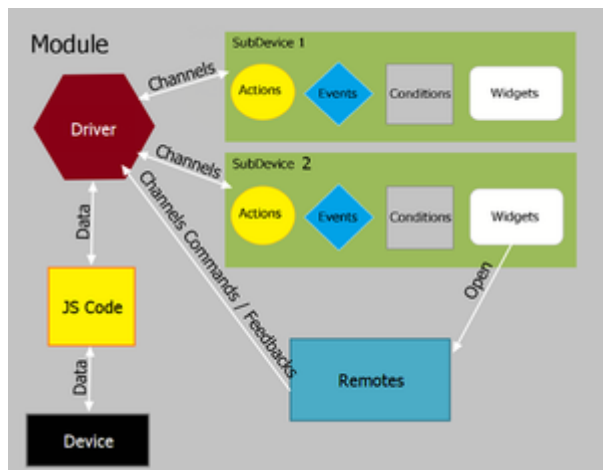 Module
SubDevice 1
Channels
Actions
Events
Conditions
Widgets
Driver
SubDevice 2
Channels
Actions
Events
Conditions
Widgets
Data
Channels Commands / Feedbacks
Open
JS Code
Remotes
Data
Device